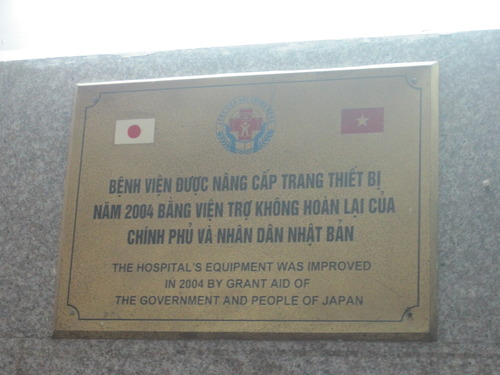 BỆNH VIỆN ĐƯỢC NÂNG CẤP TRANG THIẾT BỊ
NĂM 2004 BẰNG VIỆN TRỢ KHÔNG HOÀN LẠI CỦA
CHÍNH PHỦ VÀ NHÂN DÂN NHẬT BẢN
THE HOSPITAL'S EQUIPMENT WAS IMPROVED
IN 2004 BY GRANT AID OF
THE GOVERNMENT AND PEOPLE OF JAPAN